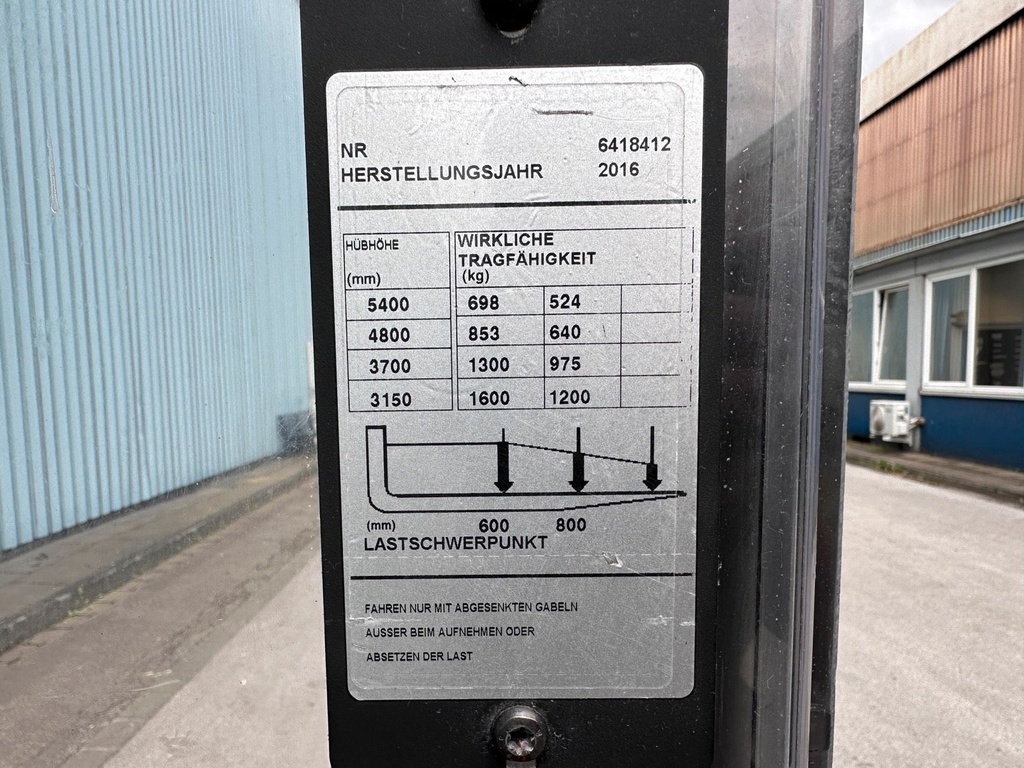 NR 6418412
HERSTELLUNGSJAHR 2016
HÜBHÖHE WIRKLICHE
TRAGFÄHIGKEIT
(mm) (kg)
5400 698 524
4800 853 640
3700 1300 975
3150 1600 1200
(mm) 600 800
LASTSCHWERPUNKT
FAHREN NUR MIT ABGESENKTEN GABELN
AUSSER BEIM AUFNEHMEN ODER
ABSETZEN DER LAST